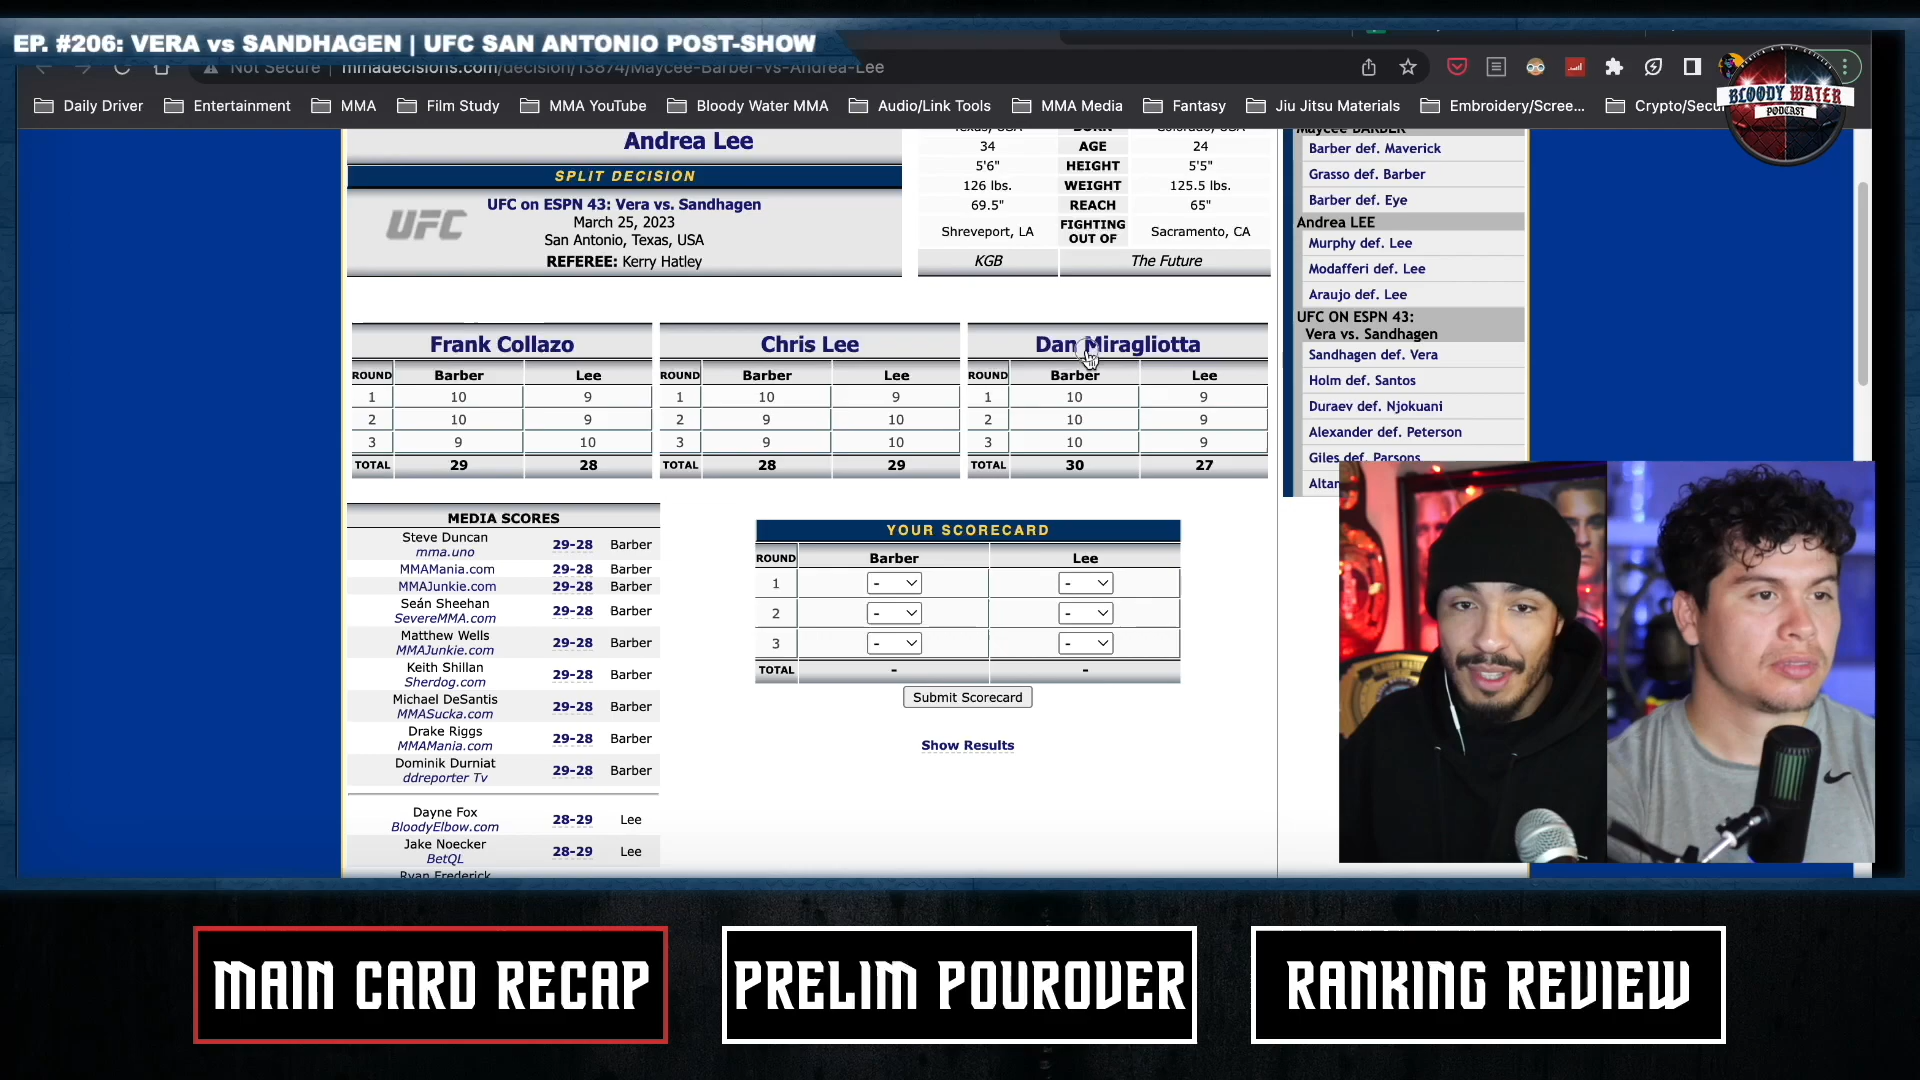 EP. #206: VERA vs SANDHAGEN | UFC SAN ANTONIO POST-SHOW
Not Secure | mmadecisions.com/decision/13874/Maycee-Barber-vs-Andrea-Lee
Daily Driver Entertainment MMA Film Study MMA YouTube Bloody Water MMA Audio/Link Tools MMA Media Fantasy Jiu Jitsu Materials Embroidery/Scree... Crypto/Secu
BLOODY WATER
PODCAST
Andrea Lee
SPLIT DECISION
UFC
UFC on ESPN 43: Vera vs. Sandhagen
March 25, 2023
San Antonio, Texas, USA
REFEREE: Kerry Hatley
Texas, USA BORN Colorado, USA
34 AGE 24
5'6" HEIGHT 5'5"
126 lbs. WEIGHT 125.5 lbs.
69.5" REACH 65"
Shreveport, LA FIGHTING OUT OF Sacramento, CA
KGB The Future
Maycee BARBER
Barber def. Maverick
Grasso def. Barber
Barber def. Eye
Andrea LEE
Murphy def. Lee
Modafferi def. Lee
Araujo def. Lee
UFC ON ESPN 43:
Vera vs. Sandhagen
Sandhagen def. Vera
Holm def. Santos
Duraev def. Njokuani
Alexander def. Peterson
Giles def. Parsons
Altam
Frank Collazo
ROUND Barber Lee
1 10 9
2 10 9
3 9 10
TOTAL 29 28
Chris Lee
ROUND Barber Lee
1 10 9
2 9 10
3 9 10
TOTAL 28 29
Dan Miragliotta
ROUND Barber Lee
1 10 9
2 10 9
3 10 9
TOTAL 30 27
MEDIA SCORES
Steve Duncan
mma.uno 29-28 Barber
MMAMania.com 29-28 Barber
MMAJunkie.com 29-28 Barber
Seán Sheehan
SevereMMA.com 29-28 Barber
Matthew Wells
MMAJunkie.com 29-28 Barber
Keith Shillan
Sherdog.com 29-28 Barber
Michael DeSantis
MMASucka.com 29-28 Barber
Drake Riggs
MMAMania.com 29-28 Barber
Dominik Durniat
ddreporter Tv 29-28 Barber
Dayne Fox
BloodyElbow.com 28-29 Lee
Jake Noecker
BetQL 28-29 Lee
Ryan Frederick
YOUR SCORECARD
ROUND Barber Lee
1 - -
2 - -
3 - -
TOTAL - -
Submit Scorecard
Show Results
MAIN CARD RECAP
PRELIM POUROVER
RANKING REVIEW